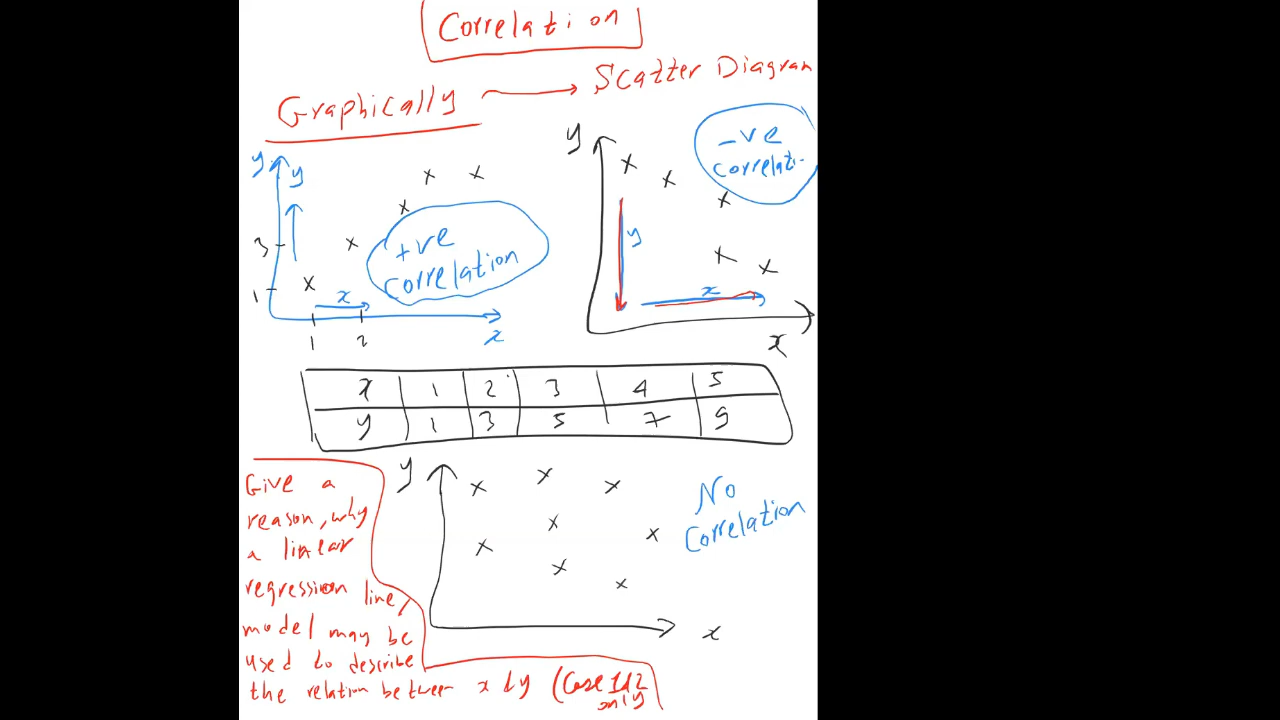 Correlation
Graphically → Scatter Diagram
y
y
3
1
x
1
2
x
+ve
correlation
y
-ve
correlati
y
x
x
x 1 2 3 4 5
y 1 3 5 7 9
Give a
reason, why
a linear
regression line/
model may be
used to describe
the relation between x & y (Case 1&2
only
y
No
Correlation
x